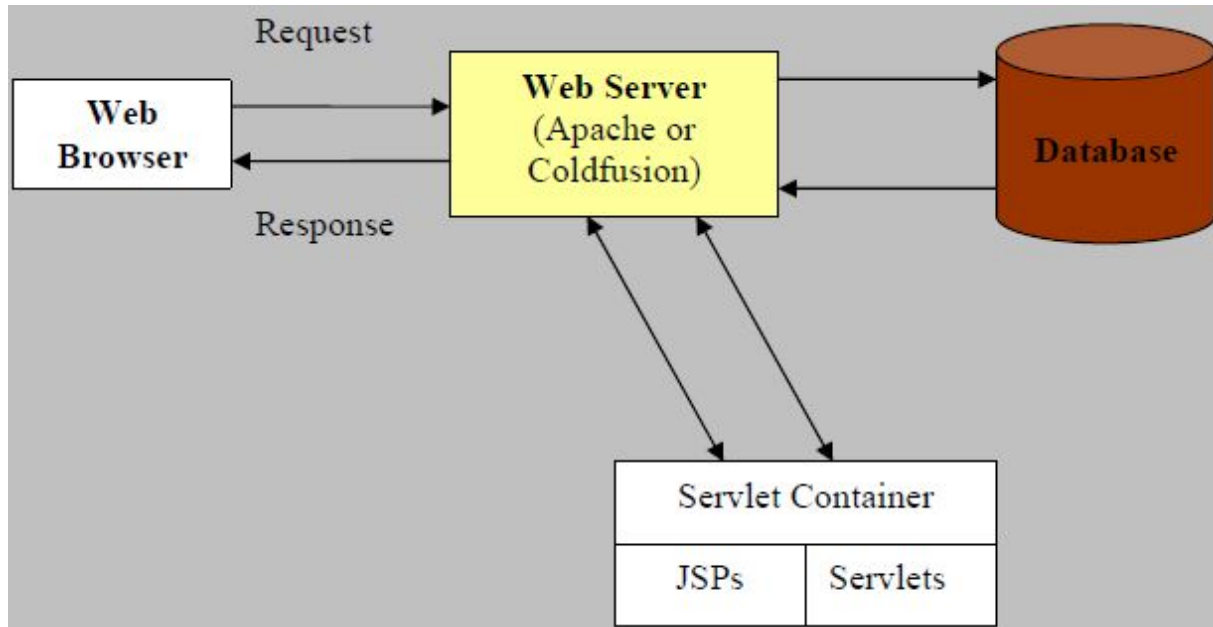 Request
Web
Browser
Response
Web Server
(Apache or
Coldfusion)
Database
Servlet Container
JSPs
Servlets